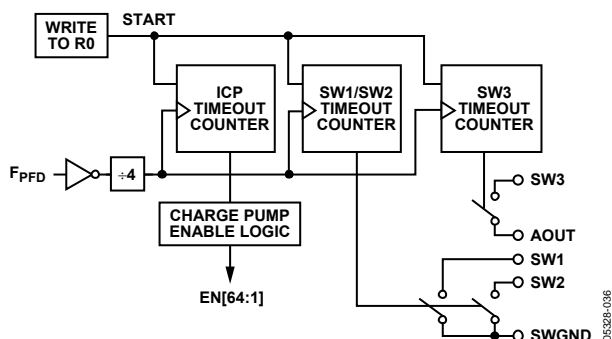 WRITE
TO R0
START
ICP
TIMEOUT
COUNTER
SW1/SW2
TIMEOUT
COUNTER
SW3
TIMEOUT
COUNTER
FPFD
÷4
CHARGE PUMP
ENABLE LOGIC
EN[64:1]
SW3
AOUT
SW1
SW2
SWGND
05328-036